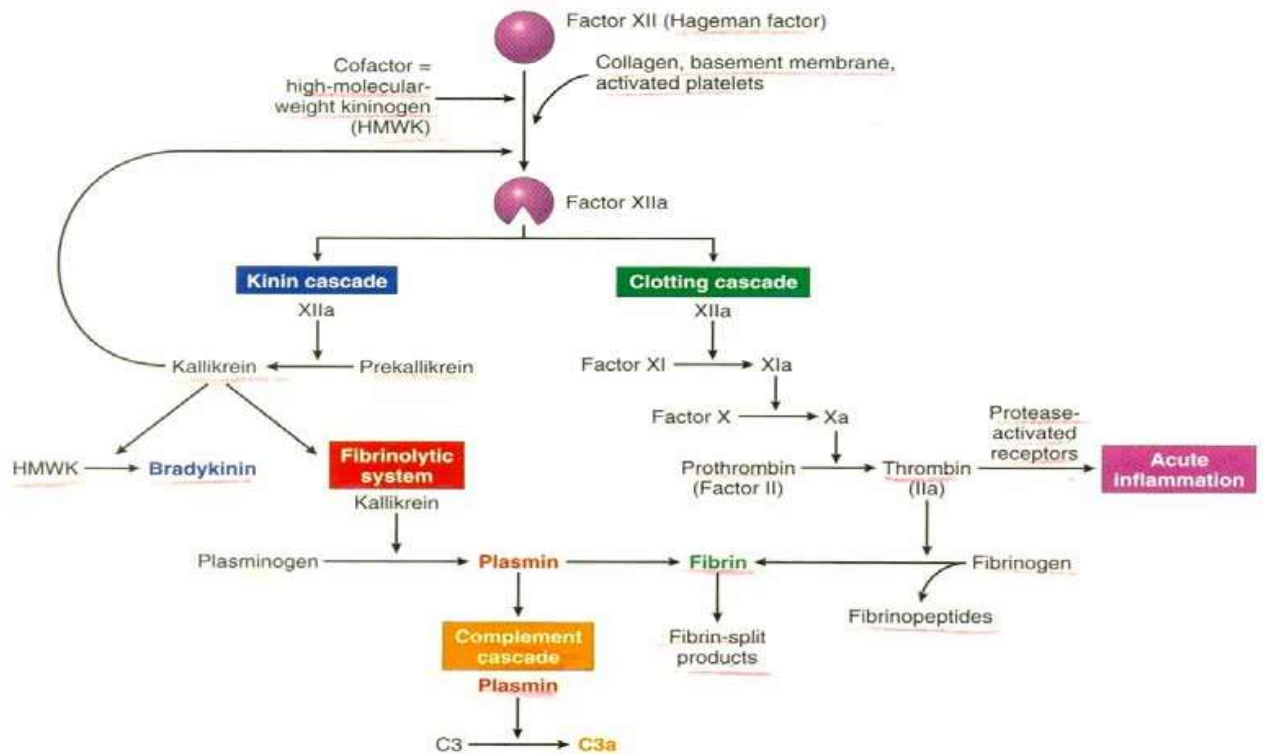 Factor XII (Hageman factor)
Cofactor =
high-molecular-
weight kininogen
(HMWK)
Collagen, basement membrane,
activated platelets
Factor XIIa
Kinin cascade
Clotting cascade
XIIa
XIIa
Kallikrein
Prekallikrein
Factor XI
XIa
Factor X
Xa
Protease-
activated
receptors
HMWK
Bradykinin
Fibrinolytic
system
Prothrombin
(Factor II)
Thrombin
(IIa)
Acute
inflammation
Kallikrein
Plasminogen
Plasmin
Fibrin
Fibrinogen
Fibrinopeptides
Complement
cascade
Fibrin-split
products
Plasmin
C3
C3a